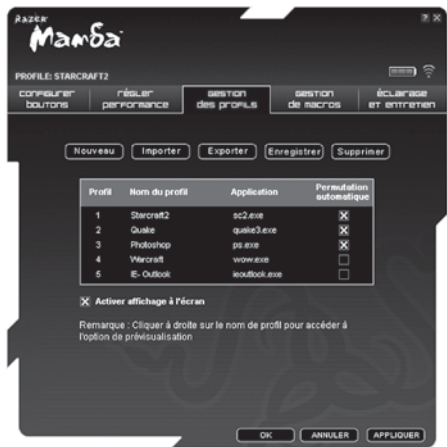 RAZER
Mamba
? X
PROFILE: STARCRAFT2
CONFIGURER BOUTONS
RÉGLER PERFORMANCE
GESTION DES PROFILS
GESTION DE MACROS
ÉCLAIRAGE ET ENTRETIEN
Nouveau Importer Exporter Enregistrer Supprimer
Profil Nom du profil Application Permutation automatique
1 Starcraft2 sc2.exe
2 Quake quake3.exe
3 Photoshop ps.exe
4 Warcraft wow.exe
5 IE- Outlook ieoutlook.exe
Activer affichage à l'écran
Remarque : Cliquer à droite sur le nom de profil pour accéder à
l'option de prévisualisation
OK ANNULER APPLIQUER